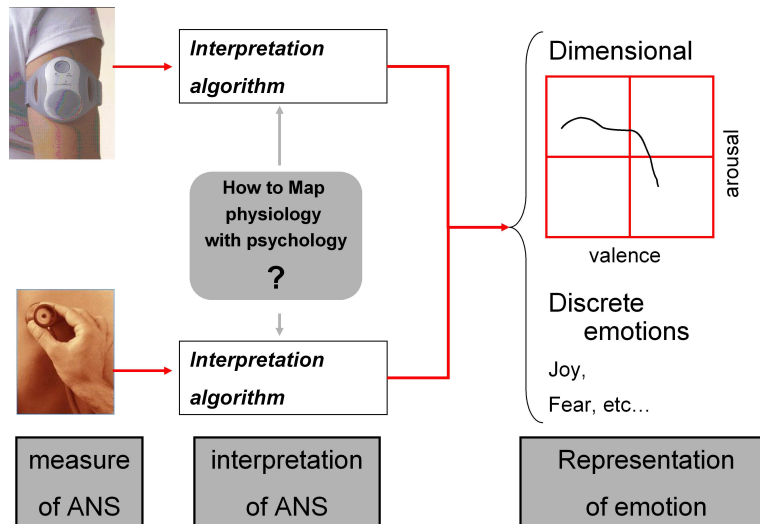 Interpretation
algorithm
How to Map
physiology
with psychology
?
Interpretation
algorithm
Dimensional
arousal
valence
Discrete
emotions
Joy,
Fear, etc…
measure
of ANS
interpretation
of ANS
Representation
of emotion